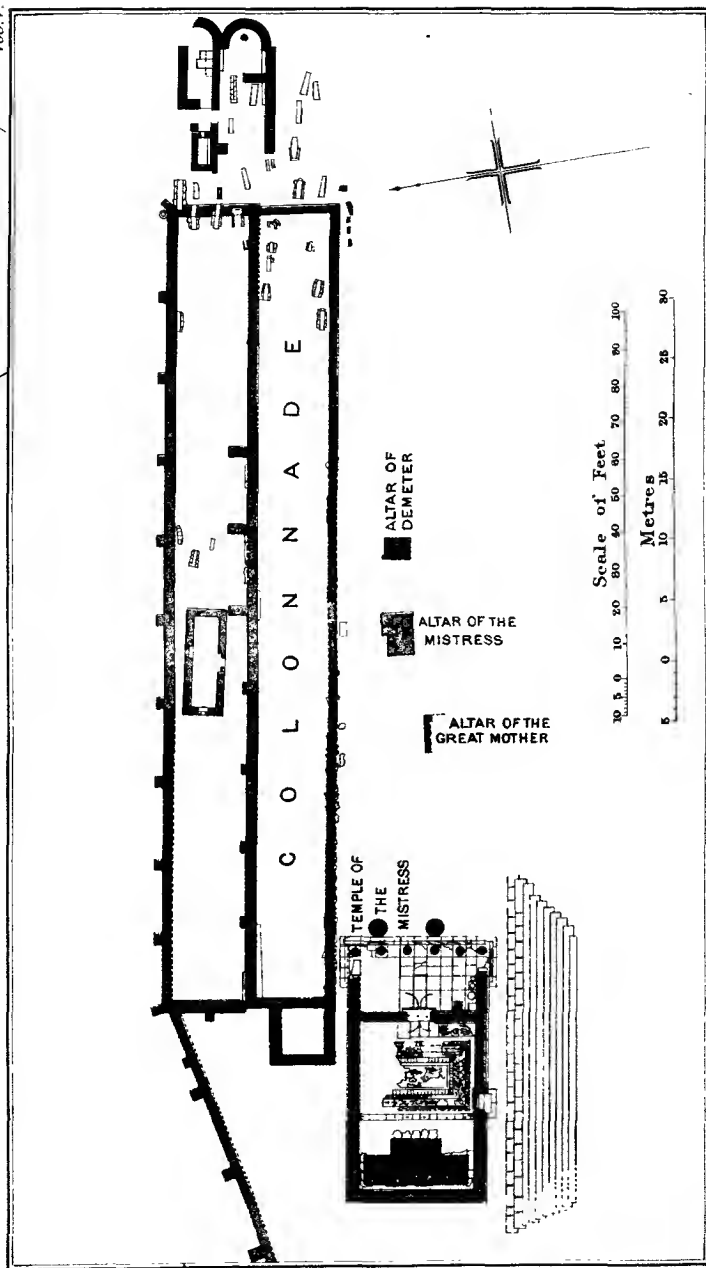 COLONNADE
ALTAR OF
DEMETER
ALTAR OF THE
MISTRESS
ALTAR OF THE
GREAT MOTHER
TEMPLE OF
THE
MISTRESS
Scale of Feet
10 5 0 10 20 30 40 50 60 70 80 90 100
Metres
5 0 5 10 15 20 25 30